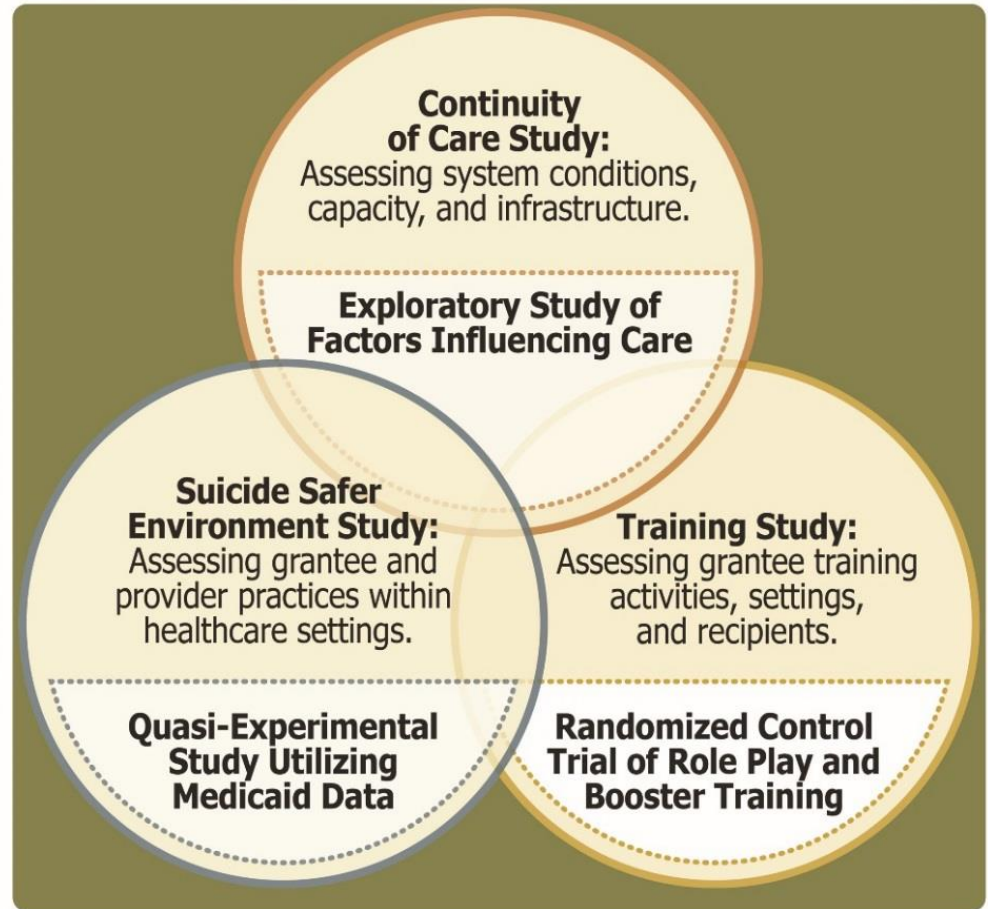 Continuity
of Care Study:
Assessing system conditions,
capacity, and infrastructure.
Exploratory Study of
Factors Influencing Care
Suicide Safer
Environment Study:
Assessing grantee and
provider practices within
healthcare settings.
Quasi-Experimental
Study Utilizing
Medicaid Data
Training Study:
Assessing grantee training
activities, settings,
and recipients.
Randomized Control
Trial of Role Play and
Booster Training